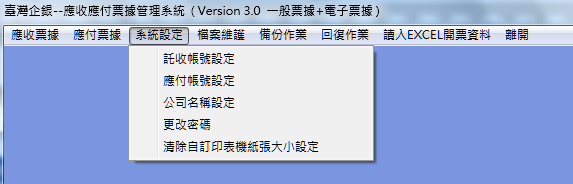 臺灣企銀--應收應付票據管理系統 ( Version 3.0 一般票據+電子票據 )
應收票據 應付票據 系統設定 檔案維護 備份作業 回復作業 讀入EXCEL開票資料 離開
託收帳號設定
應付帳號設定
公司名稱設定
更改密碼
清除自訂印表機紙張大小設定